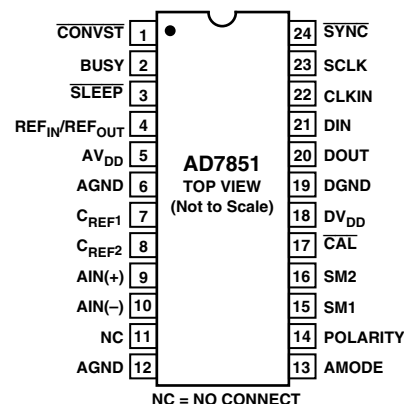 CONVST 1
BUSY 2
SLEEP 3
REFIN/REFOUT 4
AVDD 5
AGND 6
CREF1 7
CREF2 8
AIN(+) 9
AIN(–) 10
NC 11
AGND 12
AD7851
TOP VIEW
(Not to Scale)
24 SYNC
23 SCLK
22 CLKIN
21 DIN
20 DOUT
19 DGND
18 DVDD
17 CAL
16 SM2
15 SM1
14 POLARITY
13 AMODE
NC = NO CONNECT